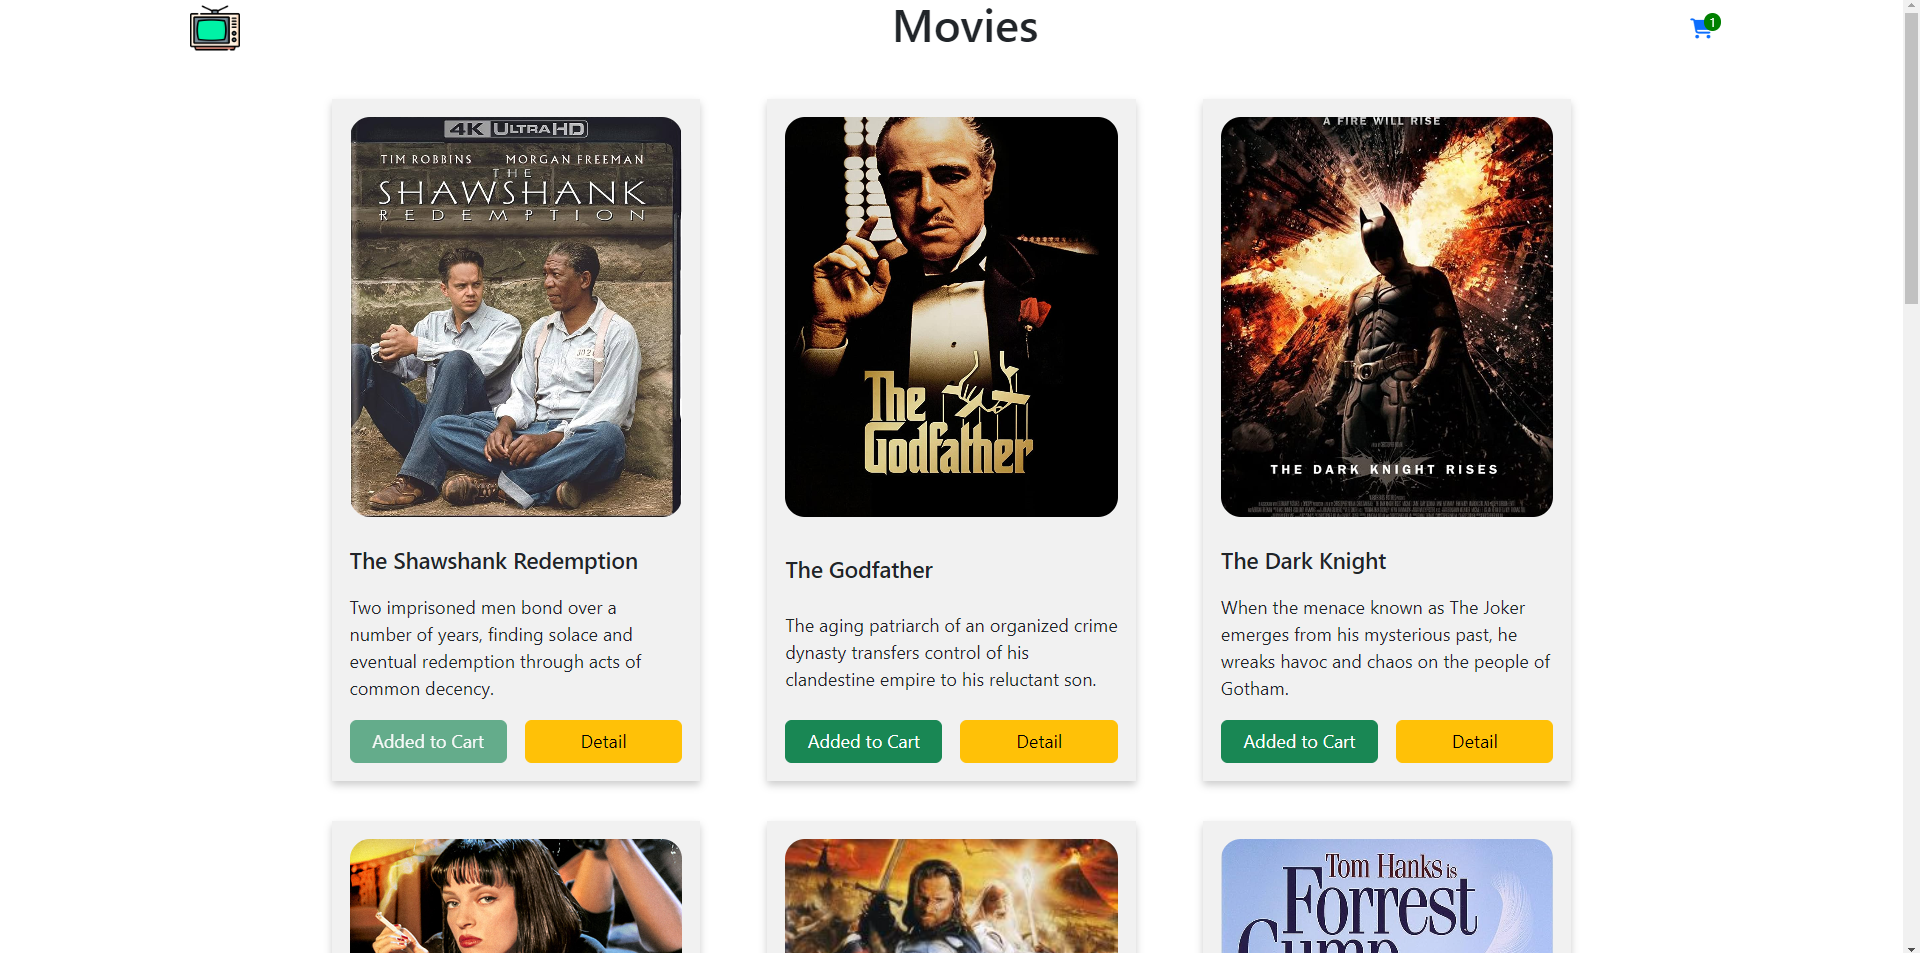 Movies
1
4K ULTRAHD
TIM ROBBINS MORGAN FREEMAN
THE
SHAWSHANK
REDEMPTION
The Shawshank Redemption
Two imprisoned men bond over a
number of years, finding solace and
eventual redemption through acts of
common decency.
Added to Cart
Detail
The
Godfather
The Godfather
The aging patriarch of an organized crime
dynasty transfers control of his
clandestine empire to his reluctant son.
Added to Cart
Detail
A FIRE WILL RISE
THE DARK KNIGHT RISES
The Dark Knight
When the menace known as The Joker
emerges from his mysterious past, he
wreaks havoc and chaos on the people of
Gotham.
Added to Cart
Detail
Tom Hanks is
Forrest
Gump